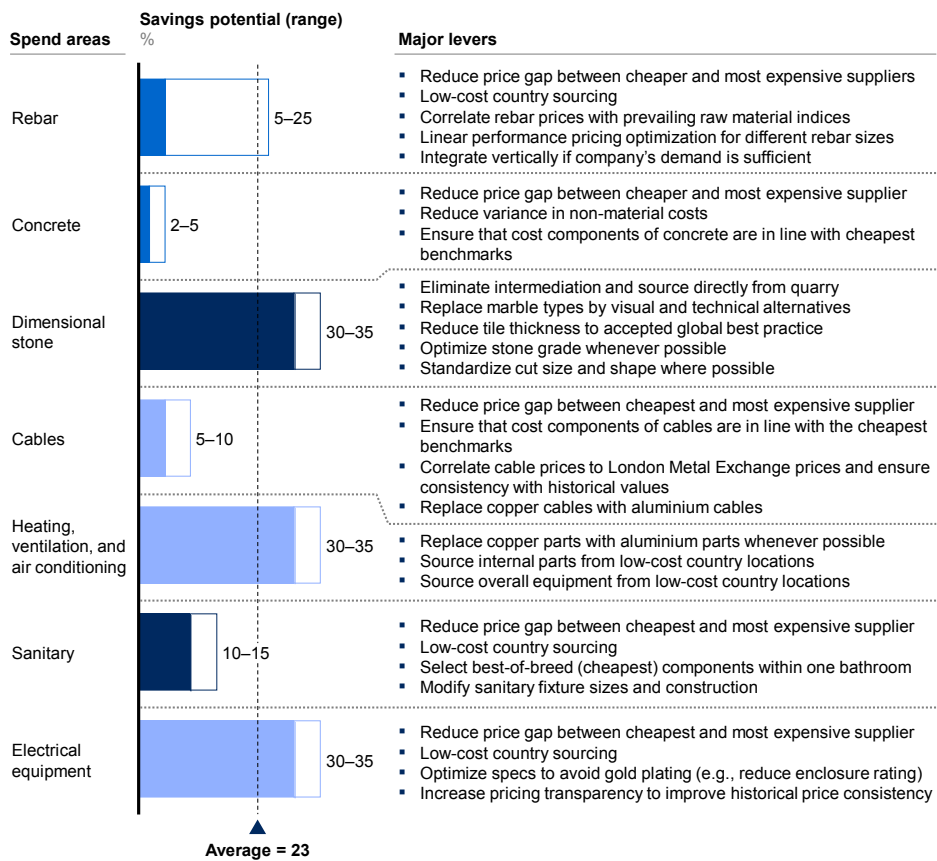 Spend areas
Savings potential (range)
%
Major levers
Rebar
5–25
▪ Reduce price gap between cheaper and most expensive suppliers
▪ Low-cost country sourcing
▪ Correlate rebar prices with prevailing raw material indices
▪ Linear performance pricing optimization for different rebar sizes
▪ Integrate vertically if company's demand is sufficient
Concrete
2–5
▪ Reduce price gap between cheaper and most expensive supplier
▪ Reduce variance in non-material costs
▪ Ensure that cost components of concrete are in line with cheapest
benchmarks
Dimensional
stone
30–35
▪ Eliminate intermediation and source directly from quarry
▪ Replace marble types by visual and technical alternatives
▪ Reduce tile thickness to accepted global best practice
▪ Optimize stone grade whenever possible
▪ Standardize cut size and shape where possible
Cables
5–10
▪ Reduce price gap between cheapest and most expensive supplier
▪ Ensure that cost components of cables are in line with the cheapest
benchmarks
▪ Correlate cable prices to London Metal Exchange prices and ensure
consistency with historical values
▪ Replace copper cables with aluminium cables
Heating,
ventilation, and
air conditioning
30–35
▪ Replace copper parts with aluminium parts whenever possible
▪ Source internal parts from low-cost country locations
▪ Source overall equipment from low-cost country locations
Sanitary
10–15
▪ Reduce price gap between cheapest and most expensive supplier
▪ Low-cost country sourcing
▪ Select best-of-breed (cheapest) components within one bathroom
▪ Modify sanitary fixture sizes and construction
Electrical
equipment
30–35
▪ Reduce price gap between cheapest and most expensive supplier
▪ Low-cost country sourcing
▪ Optimize specs to avoid gold plating (e.g., reduce enclosure rating)
▪ Increase pricing transparency to improve historical price consistency
Average = 23